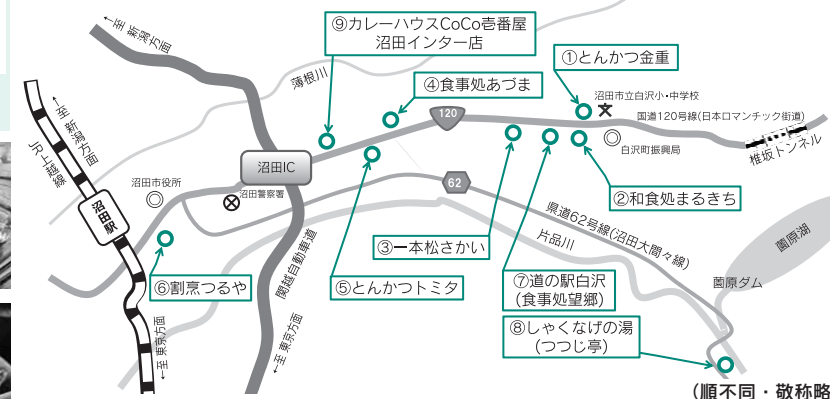 ⑨カレーハウスCoCo壱番屋
沼田インター店
①とんかつ金重
④食事処あづま
沼田市立白沢小・中学校
国道120号線(日本ロマンチック街道)
120
白沢町振興局
椎坂トンネル
←至 新潟方面
薄根川
←至 新潟方面
JR上越線
沼田IC
沼田市役所
沼田警察署
沼田駅
62
②和食処まるきち
県道62号線(沼田大間々線)
片品川
薗原湖
薗原ダム
③一本松さかい
⑦道の駅白沢
(食事処望郷)
⑤とんかつトミタ
⑥割烹つるや
関越自動車道
⑧しゃくなげの湯
(つつじ亭)
←至 東京方面
←至 東京方面
(順不同・敬称略